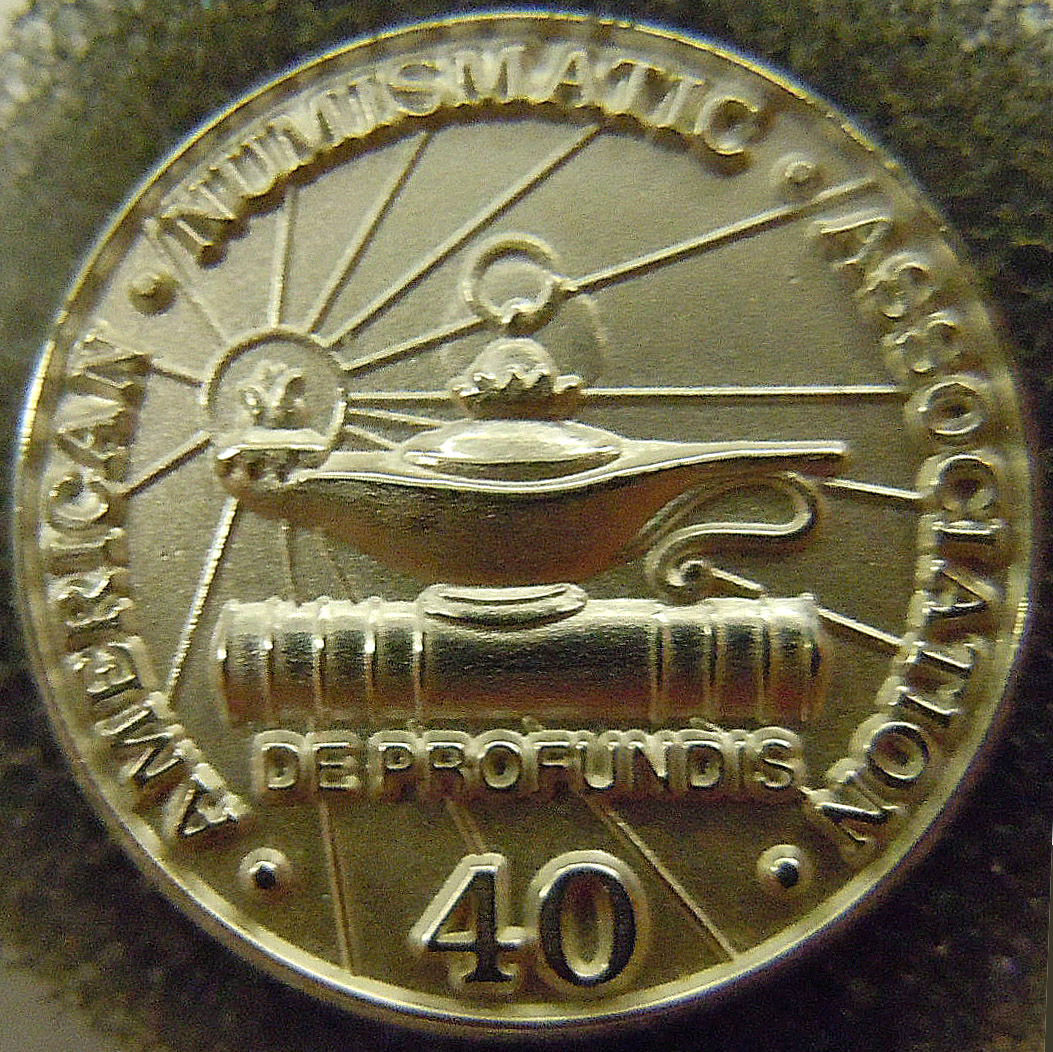 AMERICAN • NUMISMATIC • ASSOCIATION
DE PROFUNDIS
40